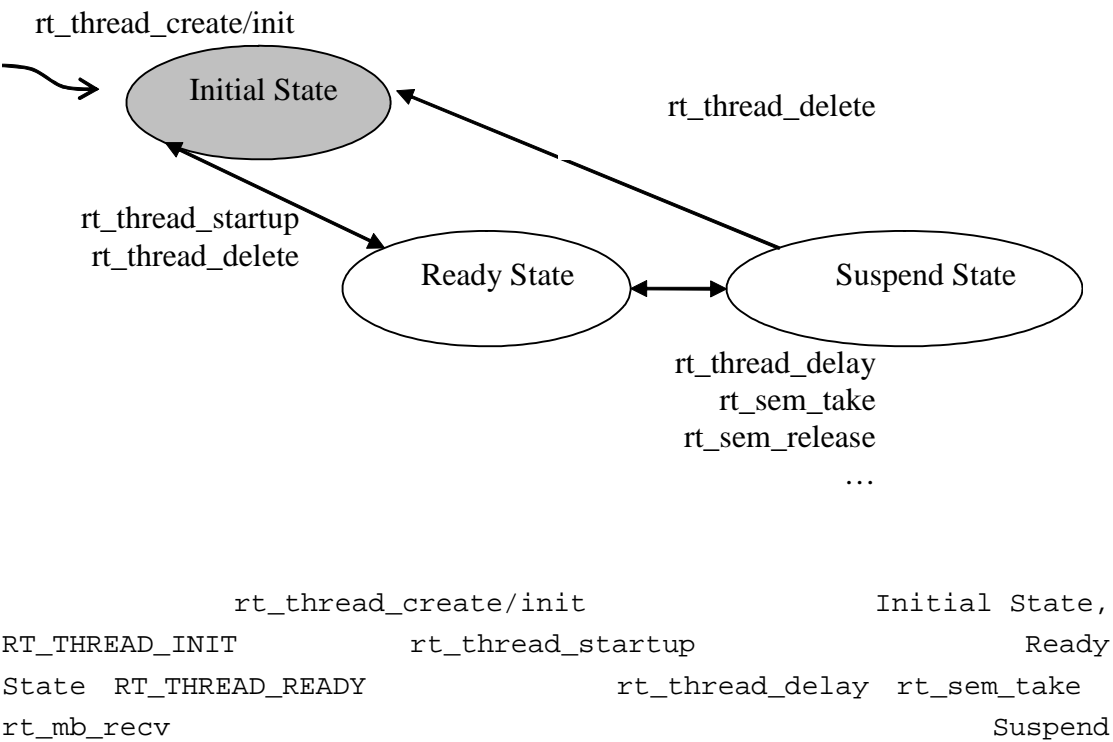 rt_thread_create/init
Initial State
rt_thread_delete
rt_thread_startup
rt_thread_delete
Ready State
Suspend State
rt_thread_delay
rt_sem_take
rt_sem_release
…
rt_thread_create/init Initial State,
RT_THREAD_INIT rt_thread_startup Ready
State RT_THREAD_READY rt_thread_delay rt_sem_take
rt_mb_recv Suspend